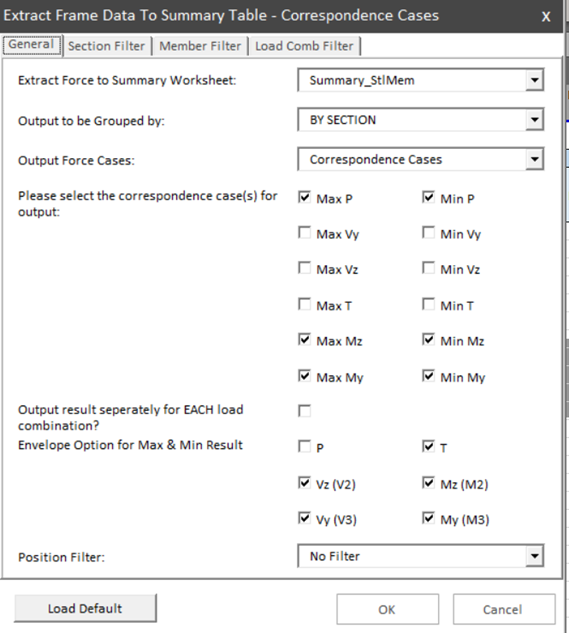 Extract Frame Data To Summary Table - Correspondence Cases X
General Section Filter Member Filter Load Comb Filter
Extract Force to Summary Worksheet: Summary_StlMem
Output to be Grouped by: BY SECTION
Output Force Cases: Correspondence Cases
Please select the correspondence case(s) for
output:
Max P Min P
Max Vy Min Vy
Max Vz Min Vz
Max T Min T
Max Mz Min Mz
Max My Min My
Output result seperately for EACH load
combination?
Envelope Option for Max & Min Result P T
Vz (V2) Mz (M2)
Vy (V3) My (M3)
Position Filter: No Filter
Load Default OK Cancel